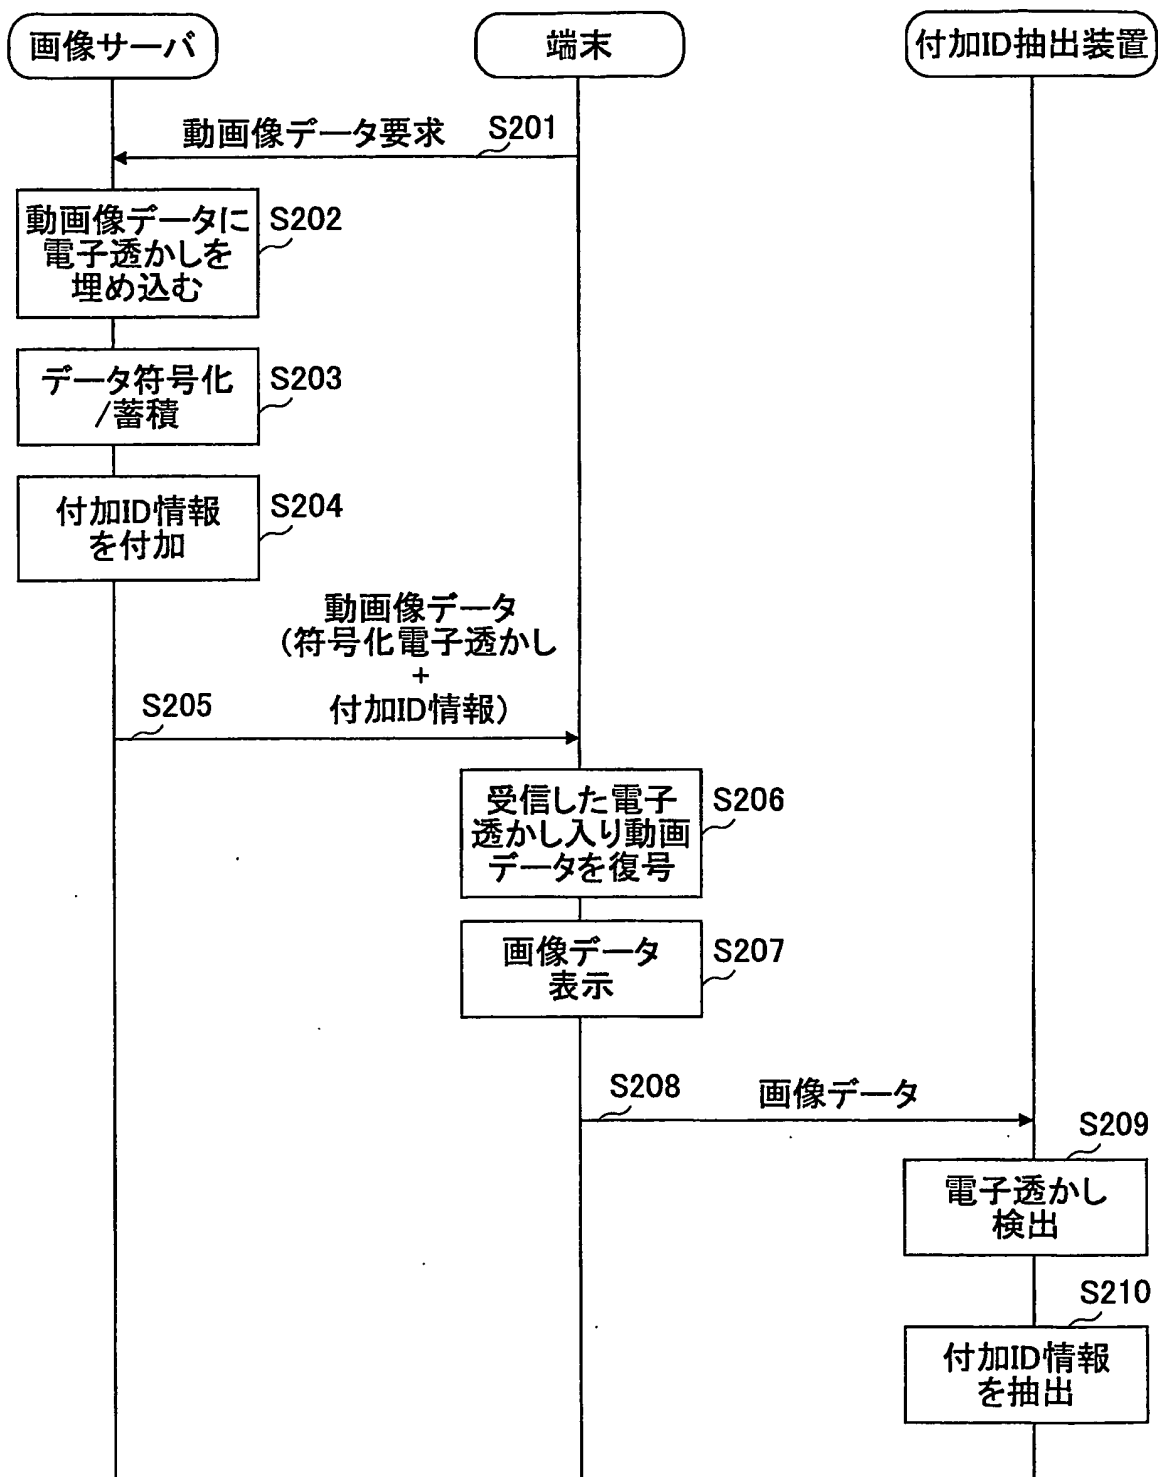 画像サーバ
端末
付加ID抽出装置
動画像データ要求
S201
動画像データに
電子透かしを
埋め込む
S202
データ符号化
/蓄積
S203
付加ID情報
を付加
S204
動画像データ
(符号化電子透かし
+
付加ID情報)
S205
受信した電子
透かし入り動画
データを復号
S206
画像データ
表示
S207
S208
画像データ
S209
電子透かし
検出
S210
付加ID情報
を抽出